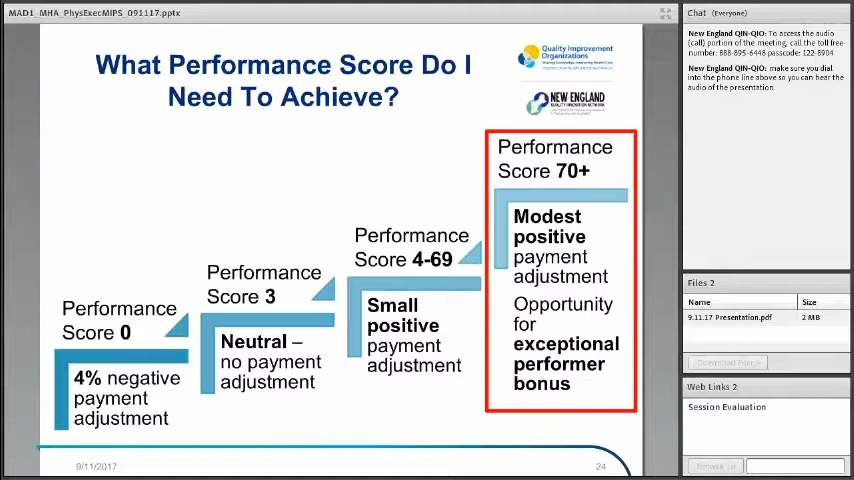 MAD1_MHA_PhysExecMIPS_091117.pptx
What Performance Score Do I
Need To Achieve?
Quality Improvement
Organizations
NEW ENGLAND
Performance
Score 0
4% negative
payment
adjustment
Performance
Score 3
Neutral –
no payment
adjustment
Performance
Score 4-69
Small
positive
payment
adjustment
Performance
Score 70+
Modest
positive
payment
adjustment
Opportunity
for
exceptional
performer
bonus
9/11/2017
24
Chat (Everyone)
New England QIN-QIO: To access the audio
(call) portion of the meeting, call the toll free-
number: 888-895-6448 passcode: 122-8904
New England QIN-QIO: make sure you dial
into the phone line above so you can hear the
audio of the presentation.
Files 2
Name Size
9.11.17 Presentation.pdf 2 MB
Download File(s)
Web Links 2
Session Evaluation
Browse To